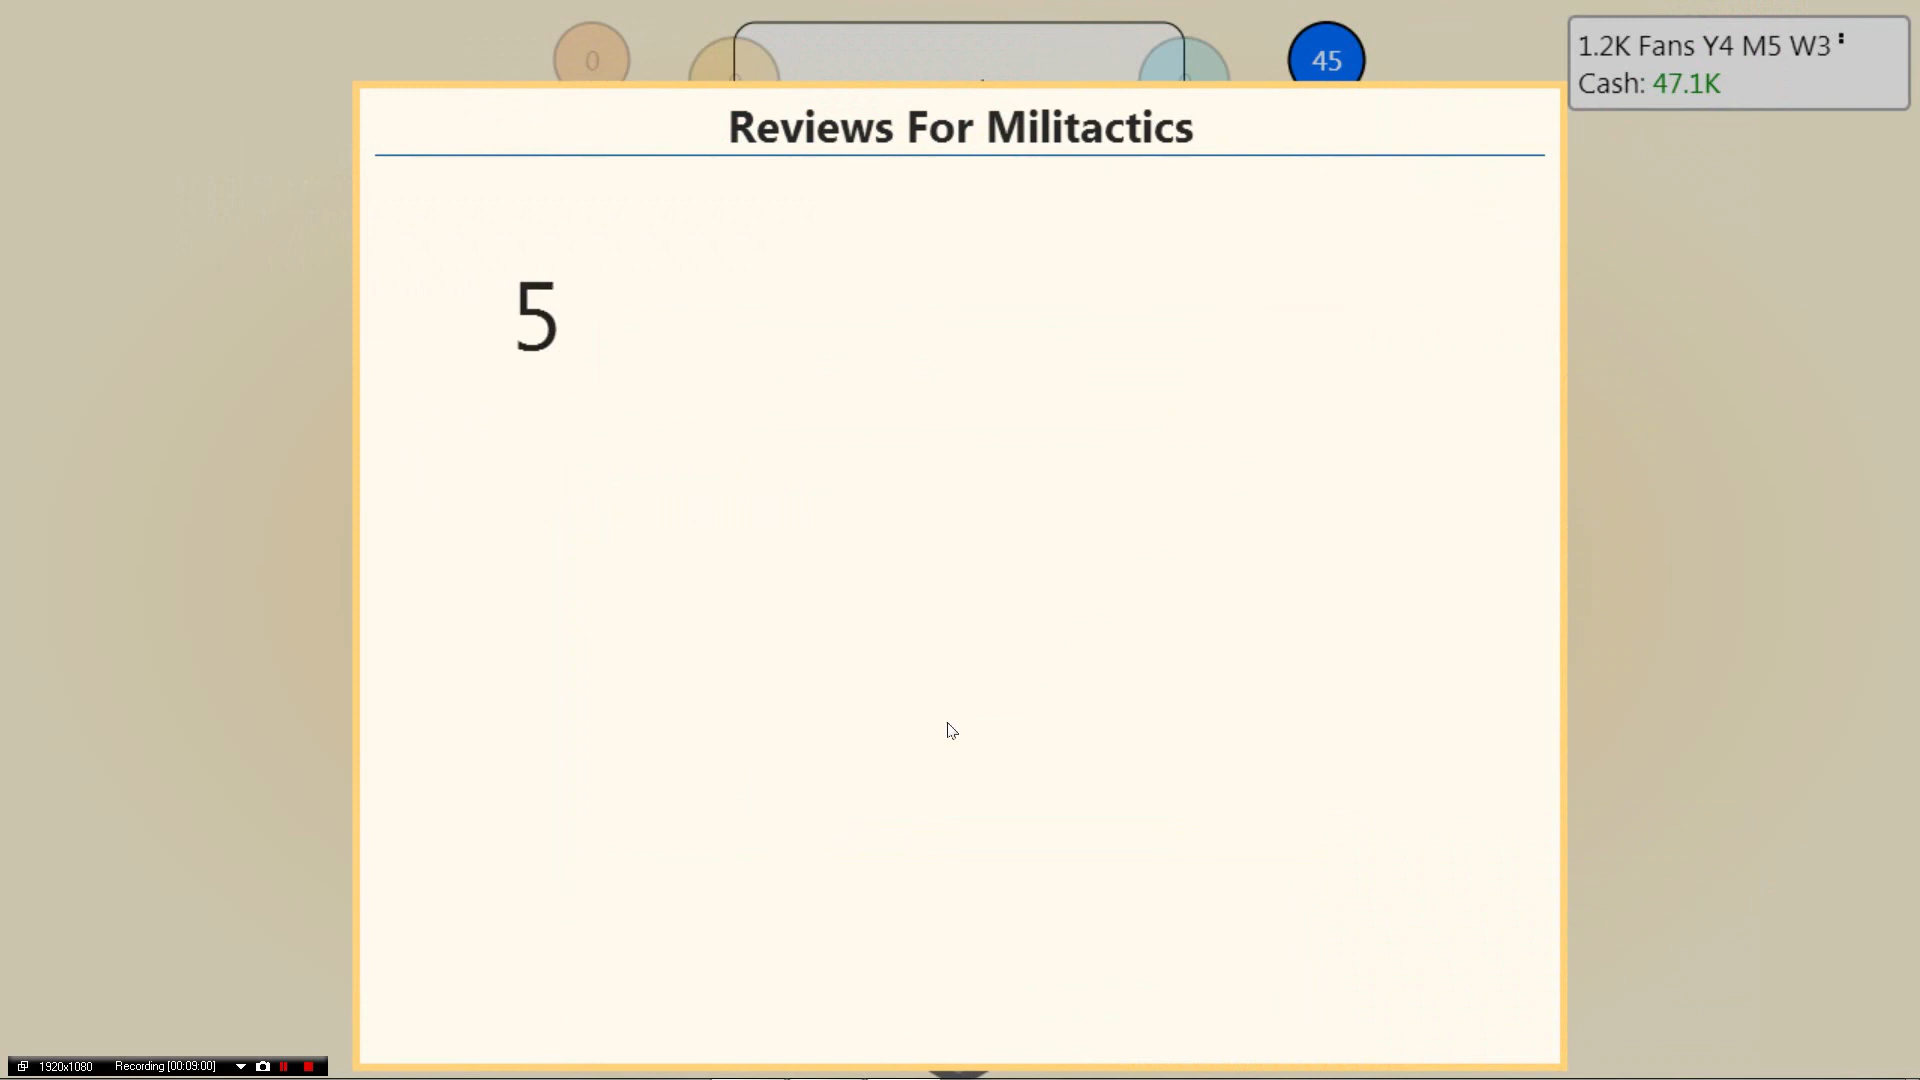 0
45
1.2K Fans Y4 M5 W3
Cash: 47.1K
Reviews For Militactics
5
1920x1080 Recording [00:09:00]